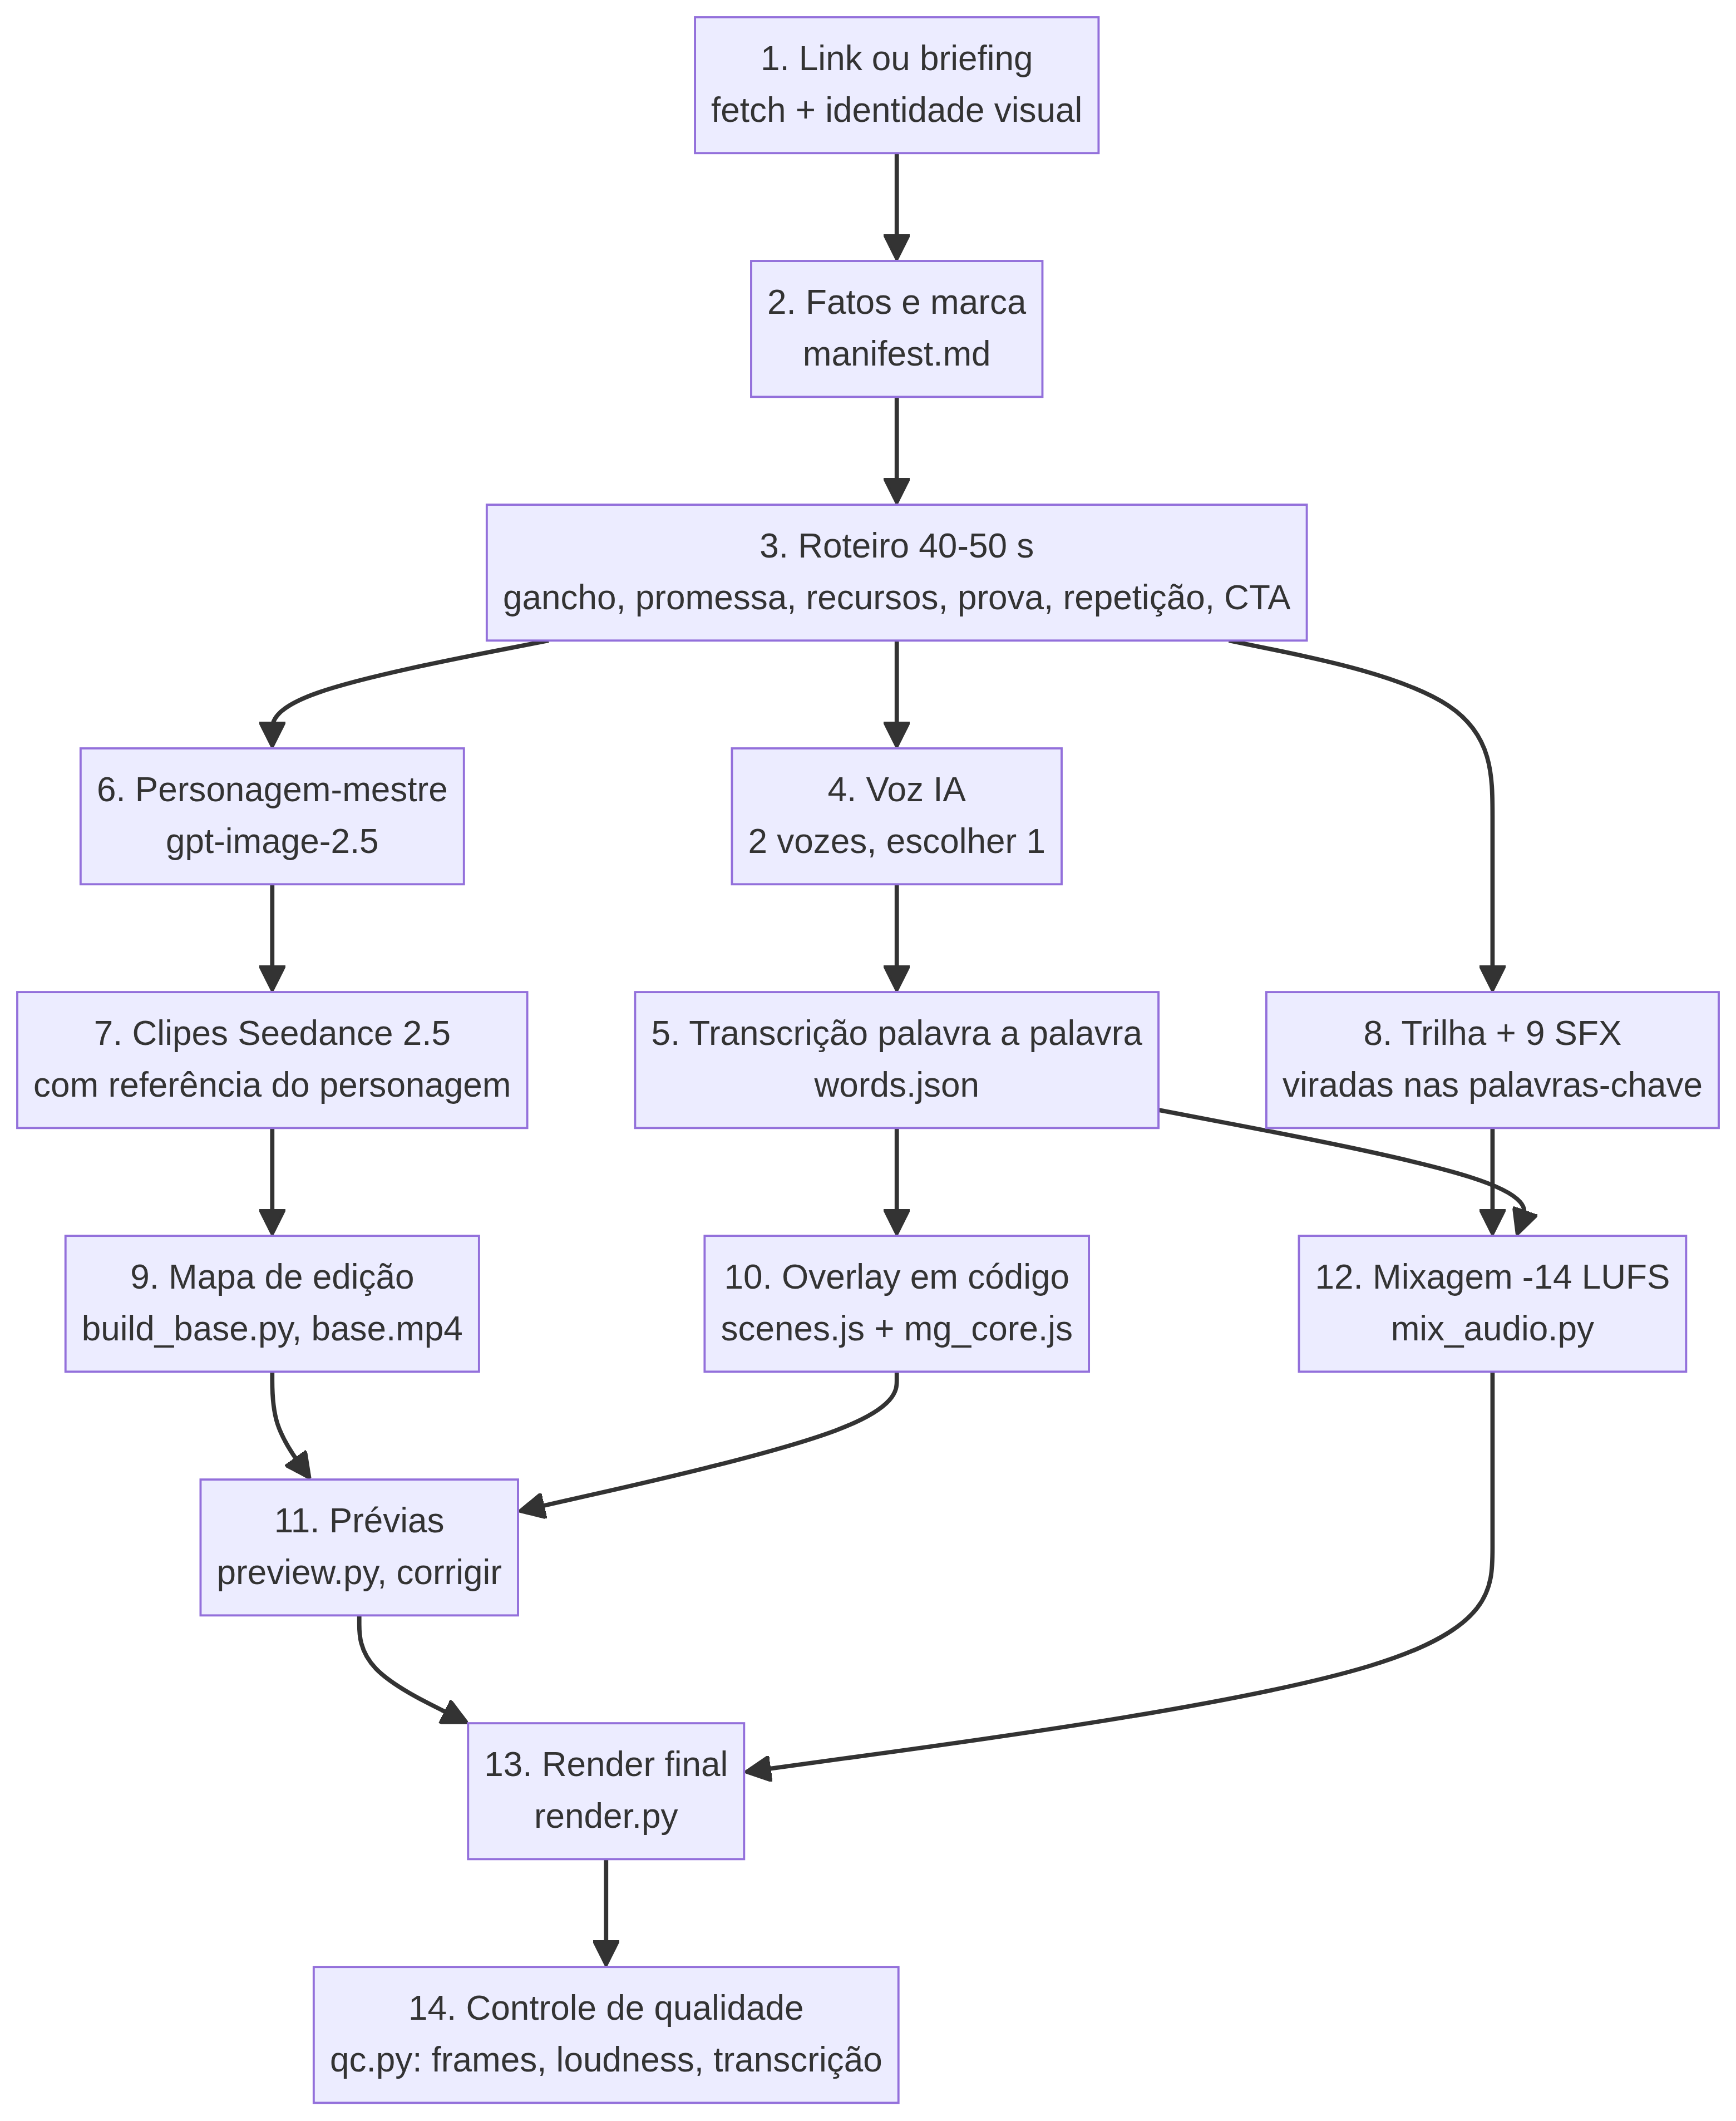 1. Link ou briefing
fetch + identidade visual
2. Fatos e marca
manifest.md
3. Roteiro 40-50 s
gancho, promessa, recursos, prova, repetição, CTA
6. Personagem-mestre
gpt-image-2.5
4. Voz IA
2 vozes, escolher 1
7. Clipes Seedance 2.5
com referência do personagem
5. Transcrição palavra a palavra
words.json
8. Trilha + 9 SFX
viradas nas palavras-chave
9. Mapa de edição
build_base.py, base.mp4
10. Overlay em código
scenes.js + mg_core.js
12. Mixagem -14 LUFS
mix_audio.py
11. Prévias
preview.py, corrigir
13. Render final
render.py
14. Controle de qualidade
qc.py: frames, loudness, transcrição